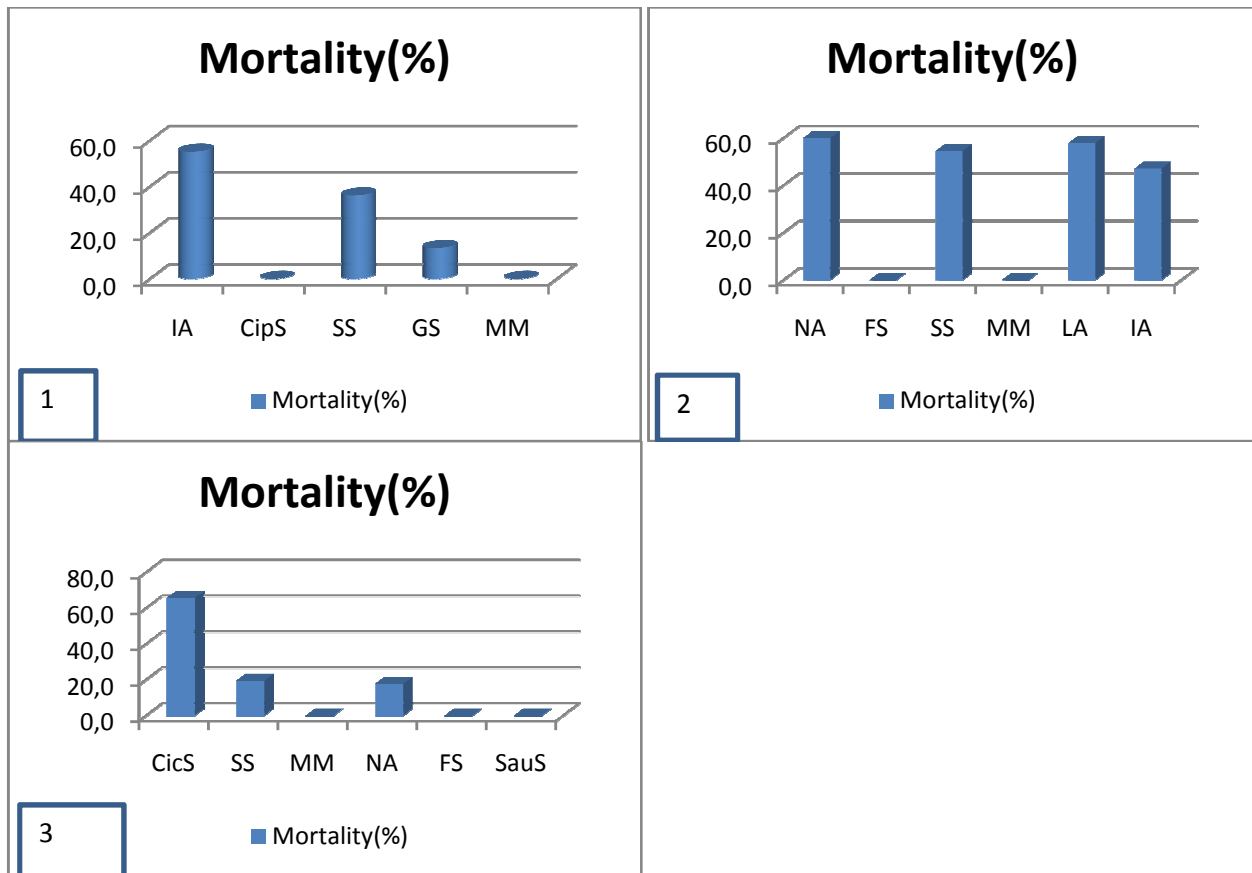 Mortality(%)
60,0
40,0
20,0
0,0
IA CipS SS GS MM
1
Mortality(%)
Mortality(%)
60,0
40,0
20,0
0,0
NA FS SS MM LA IA
2
Mortality(%)
Mortality(%)
80,0
60,0
40,0
20,0
0,0
CicS SS MM NA FS SauS
3
Mortality(%)